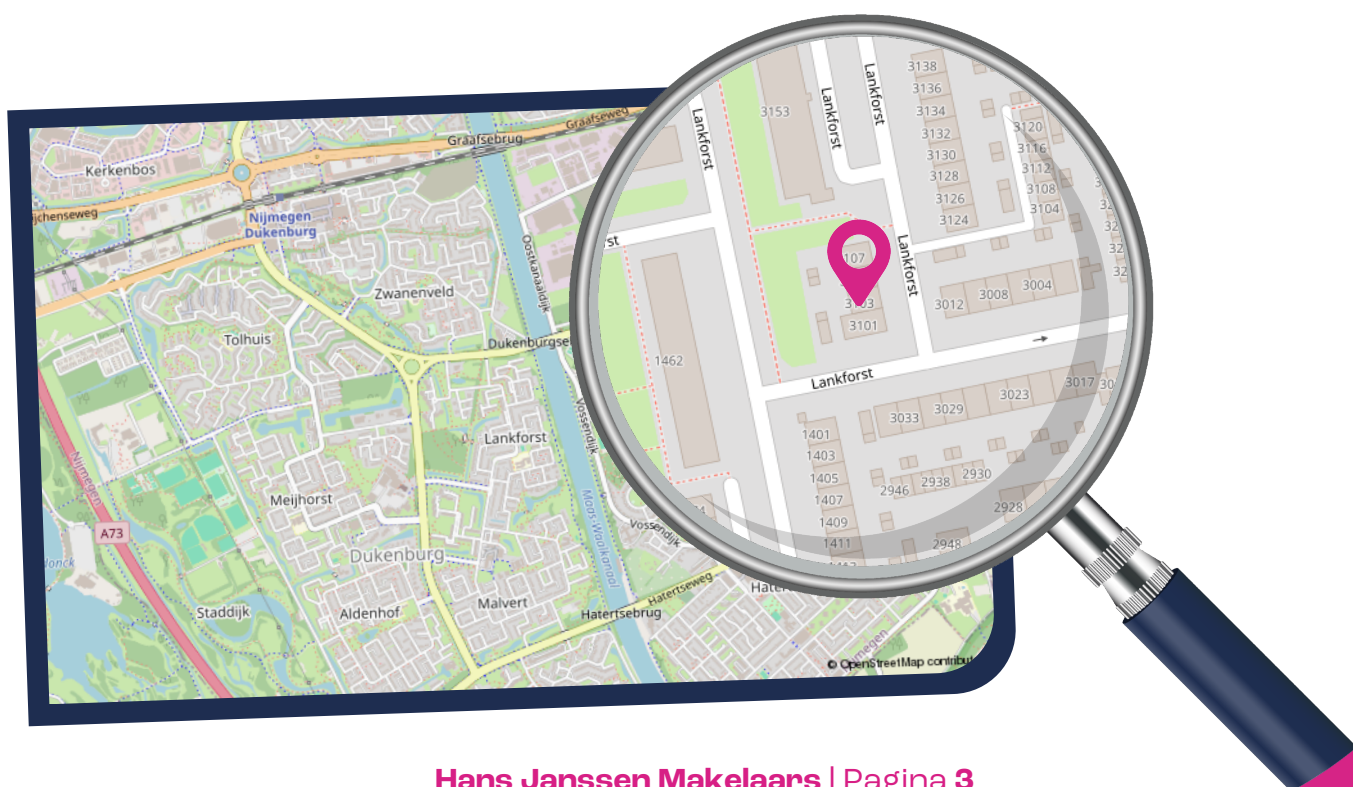 Graafseweg
Graafsebrug
Kerkenbos
Nijmegen
Dukenburg
Oostkanaaldijk
Zwanenveld
Tolhuis
Lankforst
Vossendijk
Nijmegen
Meijhorst
A73
Dukenburg
Maas-Waalkanaal
Vossendijk
Staddijk
Aldenhof
Malvert
Hatertsebrug
Hatertseweg
© OpenStreetMap
Lankforst
3153
Lankforst
Lankforst
3138
3136
3134
3132
3130
3128
3126
3124
3120
3116
3112
3108
3104
Lankforst
3101
3012
3008
3004
1462
Lankforst
3033
3029
3023
3017
1401
1403
1405
1407
1409
1411
2946
2938
2930
2928
2948
Hans Janssen Makelaars | Pagina 3